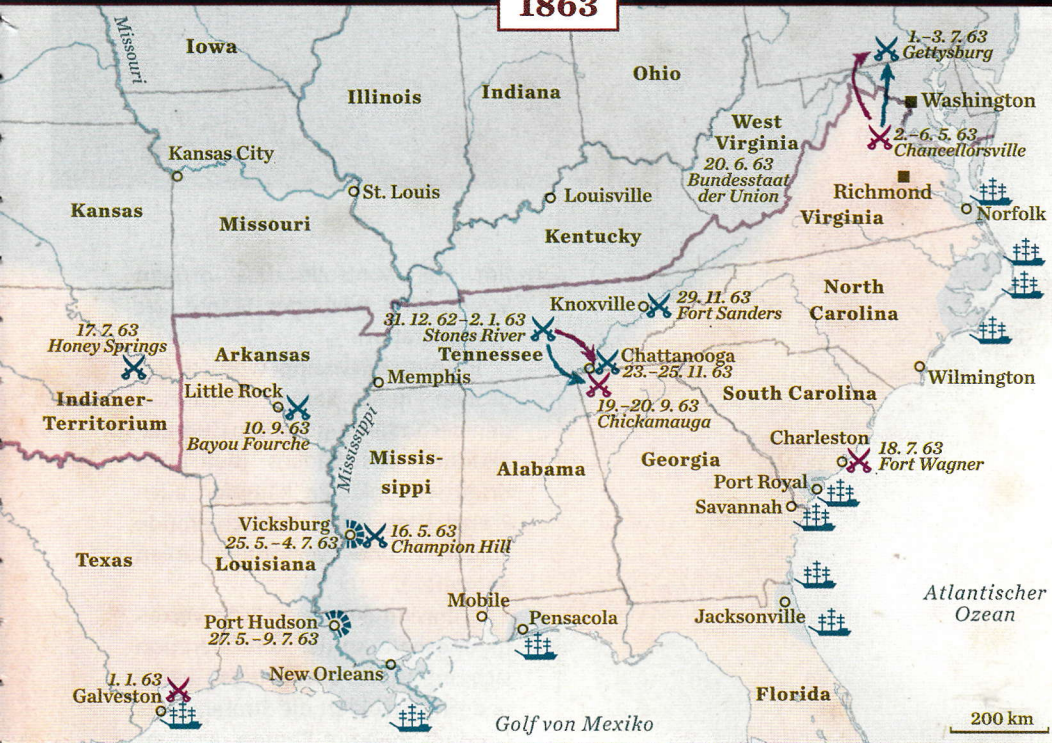 1863
Missouri
Iowa
Illinois
Indiana
Ohio
1.–3. 7. 63
Gettysburg
Washington
West
Virginia
20. 6. 63
Bundesstaat
der Union
2.–6. 5. 63
Chancellorsville
Kansas City
St. Louis
Louisville
Richmond
Virginia
Norfolk
Kansas
Missouri
Kentucky
North
Carolina
Knoxville
29. 11. 63
Fort Sanders
31. 12. 62–2. 1. 63
Stones River
Tennessee
Chattanooga
23.–25. 11. 63
17. 7. 63
Honey Springs
Arkansas
Memphis
Wilmington
Indianer-
Territorium
Little Rock
10. 9. 63
Bayou Fourche
19.–20. 9. 63
Chickamauga
South Carolina
Mississippi
Missis-
sippi
Alabama
Georgia
Charleston
18. 7. 63
Fort Wagner
Port Royal
Savannah
Vicksburg
25. 5.–4. 7. 63
16. 5. 63
Champion Hill
Texas
Louisiana
Atlantischer
Ozean
Port Hudson
27. 5.–9. 7. 63
Mobile
Pensacola
Jacksonville
New Orleans
1. 1. 63
Galveston
Florida
Golf von Mexiko
200 km